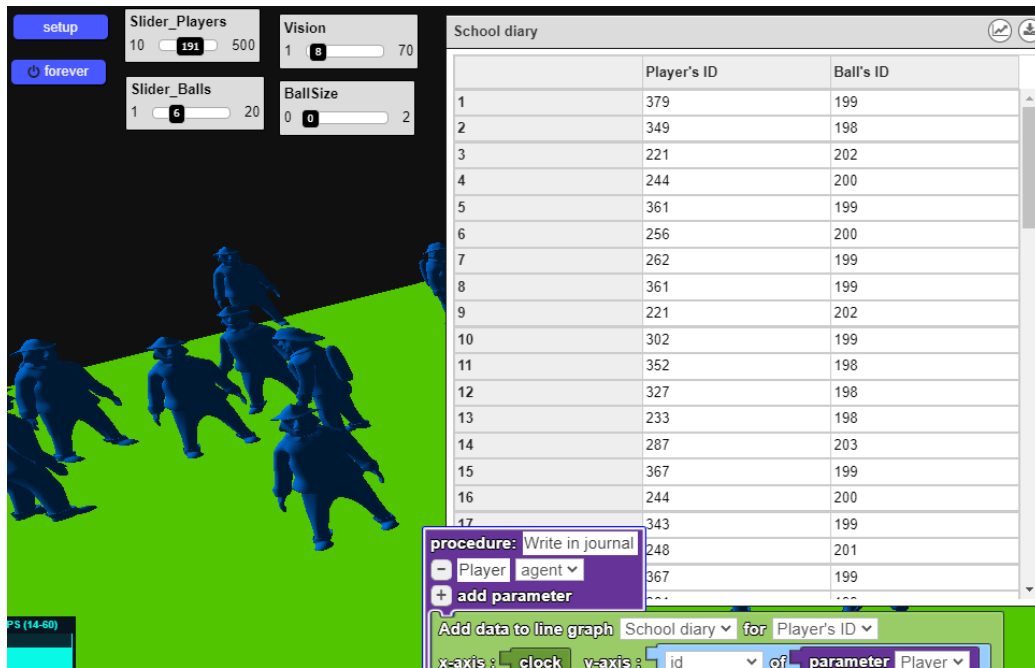 setup
forever
Slider_Players
10 191 500
Slider_Balls
1 6 20
Vision
1 8 70
BallSize
0 0 2
School diary
Player's ID Ball's ID
1 379 199
2 349 198
3 221 202
4 244 200
5 361 199
6 256 200
7 262 199
8 361 199
9 221 202
10 302 199
11 352 198
12 327 198
13 233 198
14 287 203
15 367 199
16 244 200
17 343 199
248 201
367 199
procedure: Write in journal
- Player agent
+ add parameter
Add data to line graph School diary for Player's ID
x-axis : clock y-axis : id of parameter Player
PS (14-60)